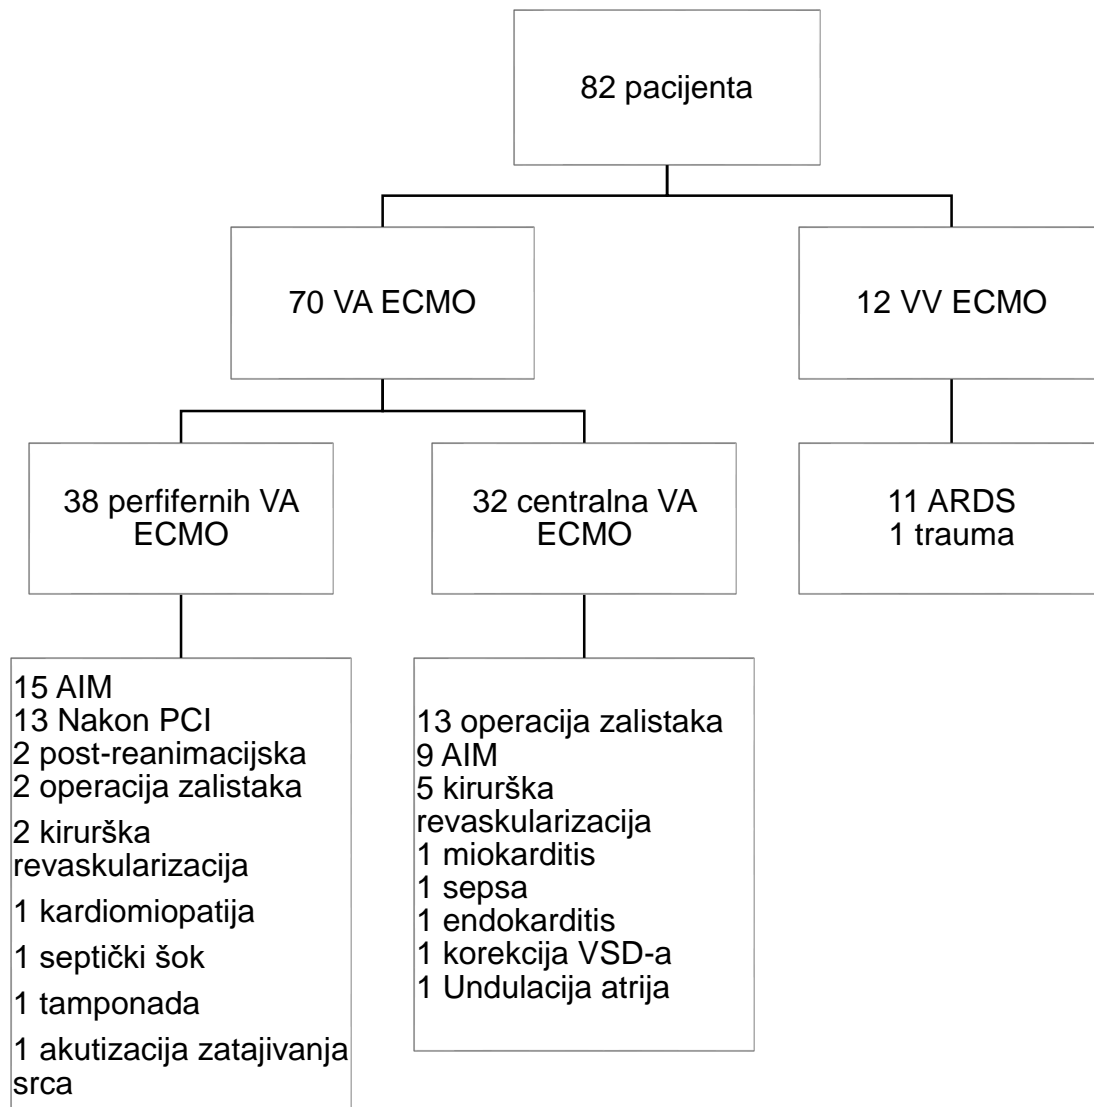 82 pacijenta
70 VA ECMO
12 VV ECMO
38 perfifernih VA
ECMO
32 centralna VA
ECMO
11 ARDS
1 trauma
15 AIM
13 Nakon PCI
2 post-reanimacijska
2 operacija zalistaka
2 kirurška
revaskularizacija
1 kardiomiopatija
1 septički šok
1 tamponada
1 akutizacija zatajivanja
srca
13 operacija zalistaka
9 AIM
5 kirurška
revaskularizacija
1 miokarditis
1 sepsa
1 endokarditis
1 korekcija VSD-a
1 Undulacija atrija